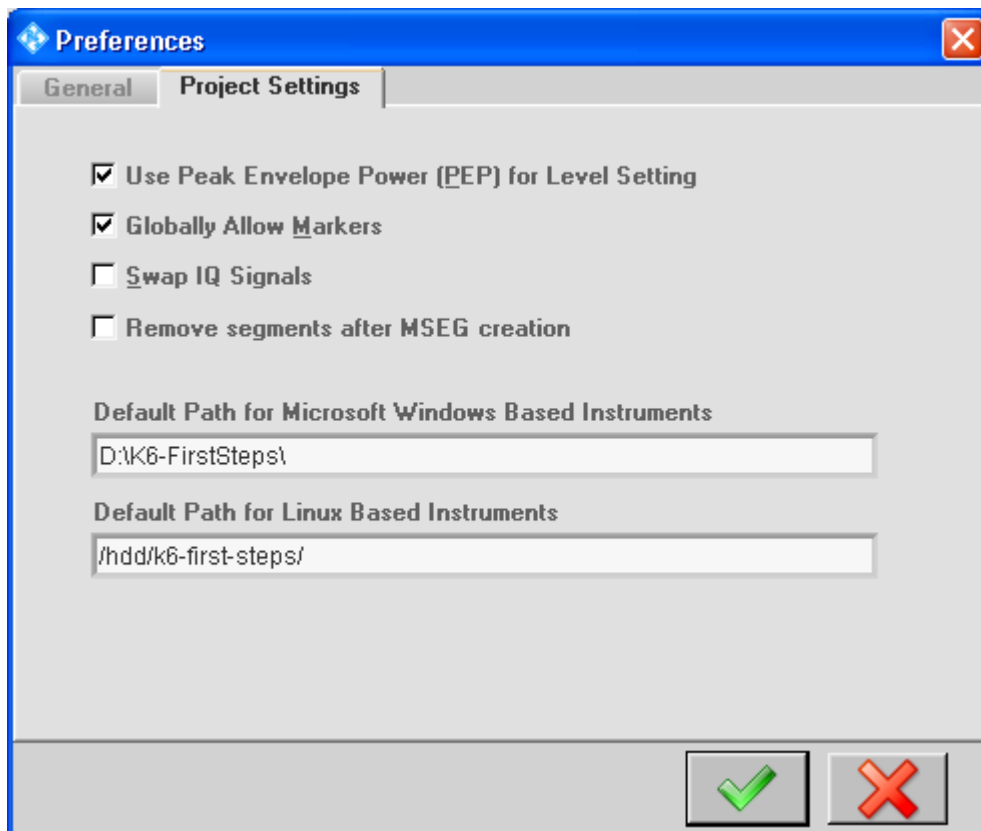 Preferences
General Project Settings
Use Peak Envelope Power (PEP) for Level Setting
Globally Allow Markers
Swap IQ Signals
Remove segments after MSEG creation
Default Path for Microsoft Windows Based Instruments
D:\K6-FirstSteps\
Default Path for Linux Based Instruments
/hdd/k6-first-steps/